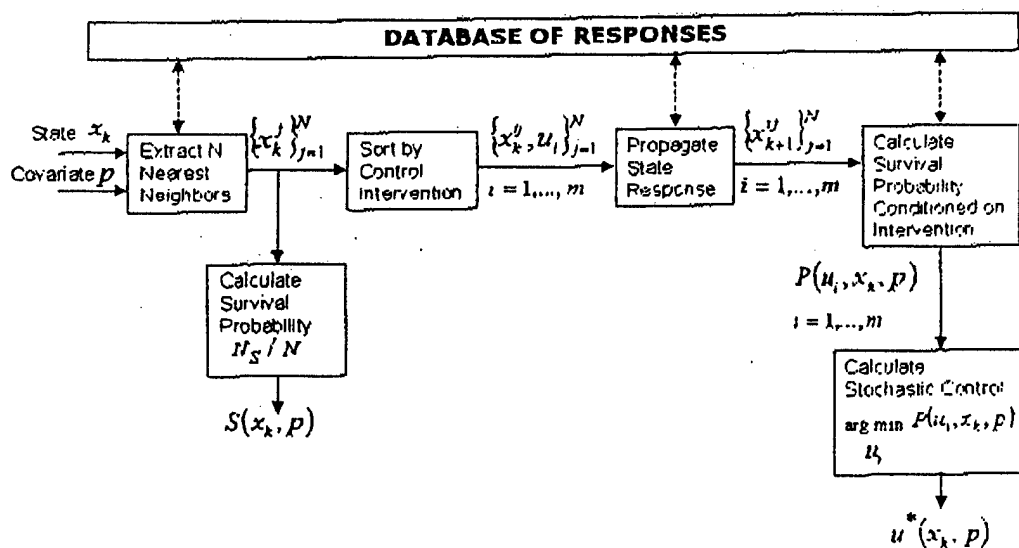 DATABASE OF RESPONSES
State x_k
Covariate p
Extract N
Nearest
Neighbors
{x_k^j}_{j=1}^N
Sort by
Control
Intervention
{x_k^{ij}, u_i}_{j=1}^N
i = 1,..., m
Propagate
State
Response
{x_{k+1}^{ij}}_{j=1}^N
i = 1,..., m
Calculate
Survival
Probability
Conditioned on
Intervention
Calculate
Survival
Probability
N_S / N
S(x_k, p)
P(u_i, x_k, p)
i = 1,..., m
Calculate
Stochastic Control
arg min P(u_i, x_k, p)
u_i
u*(x_k, p)